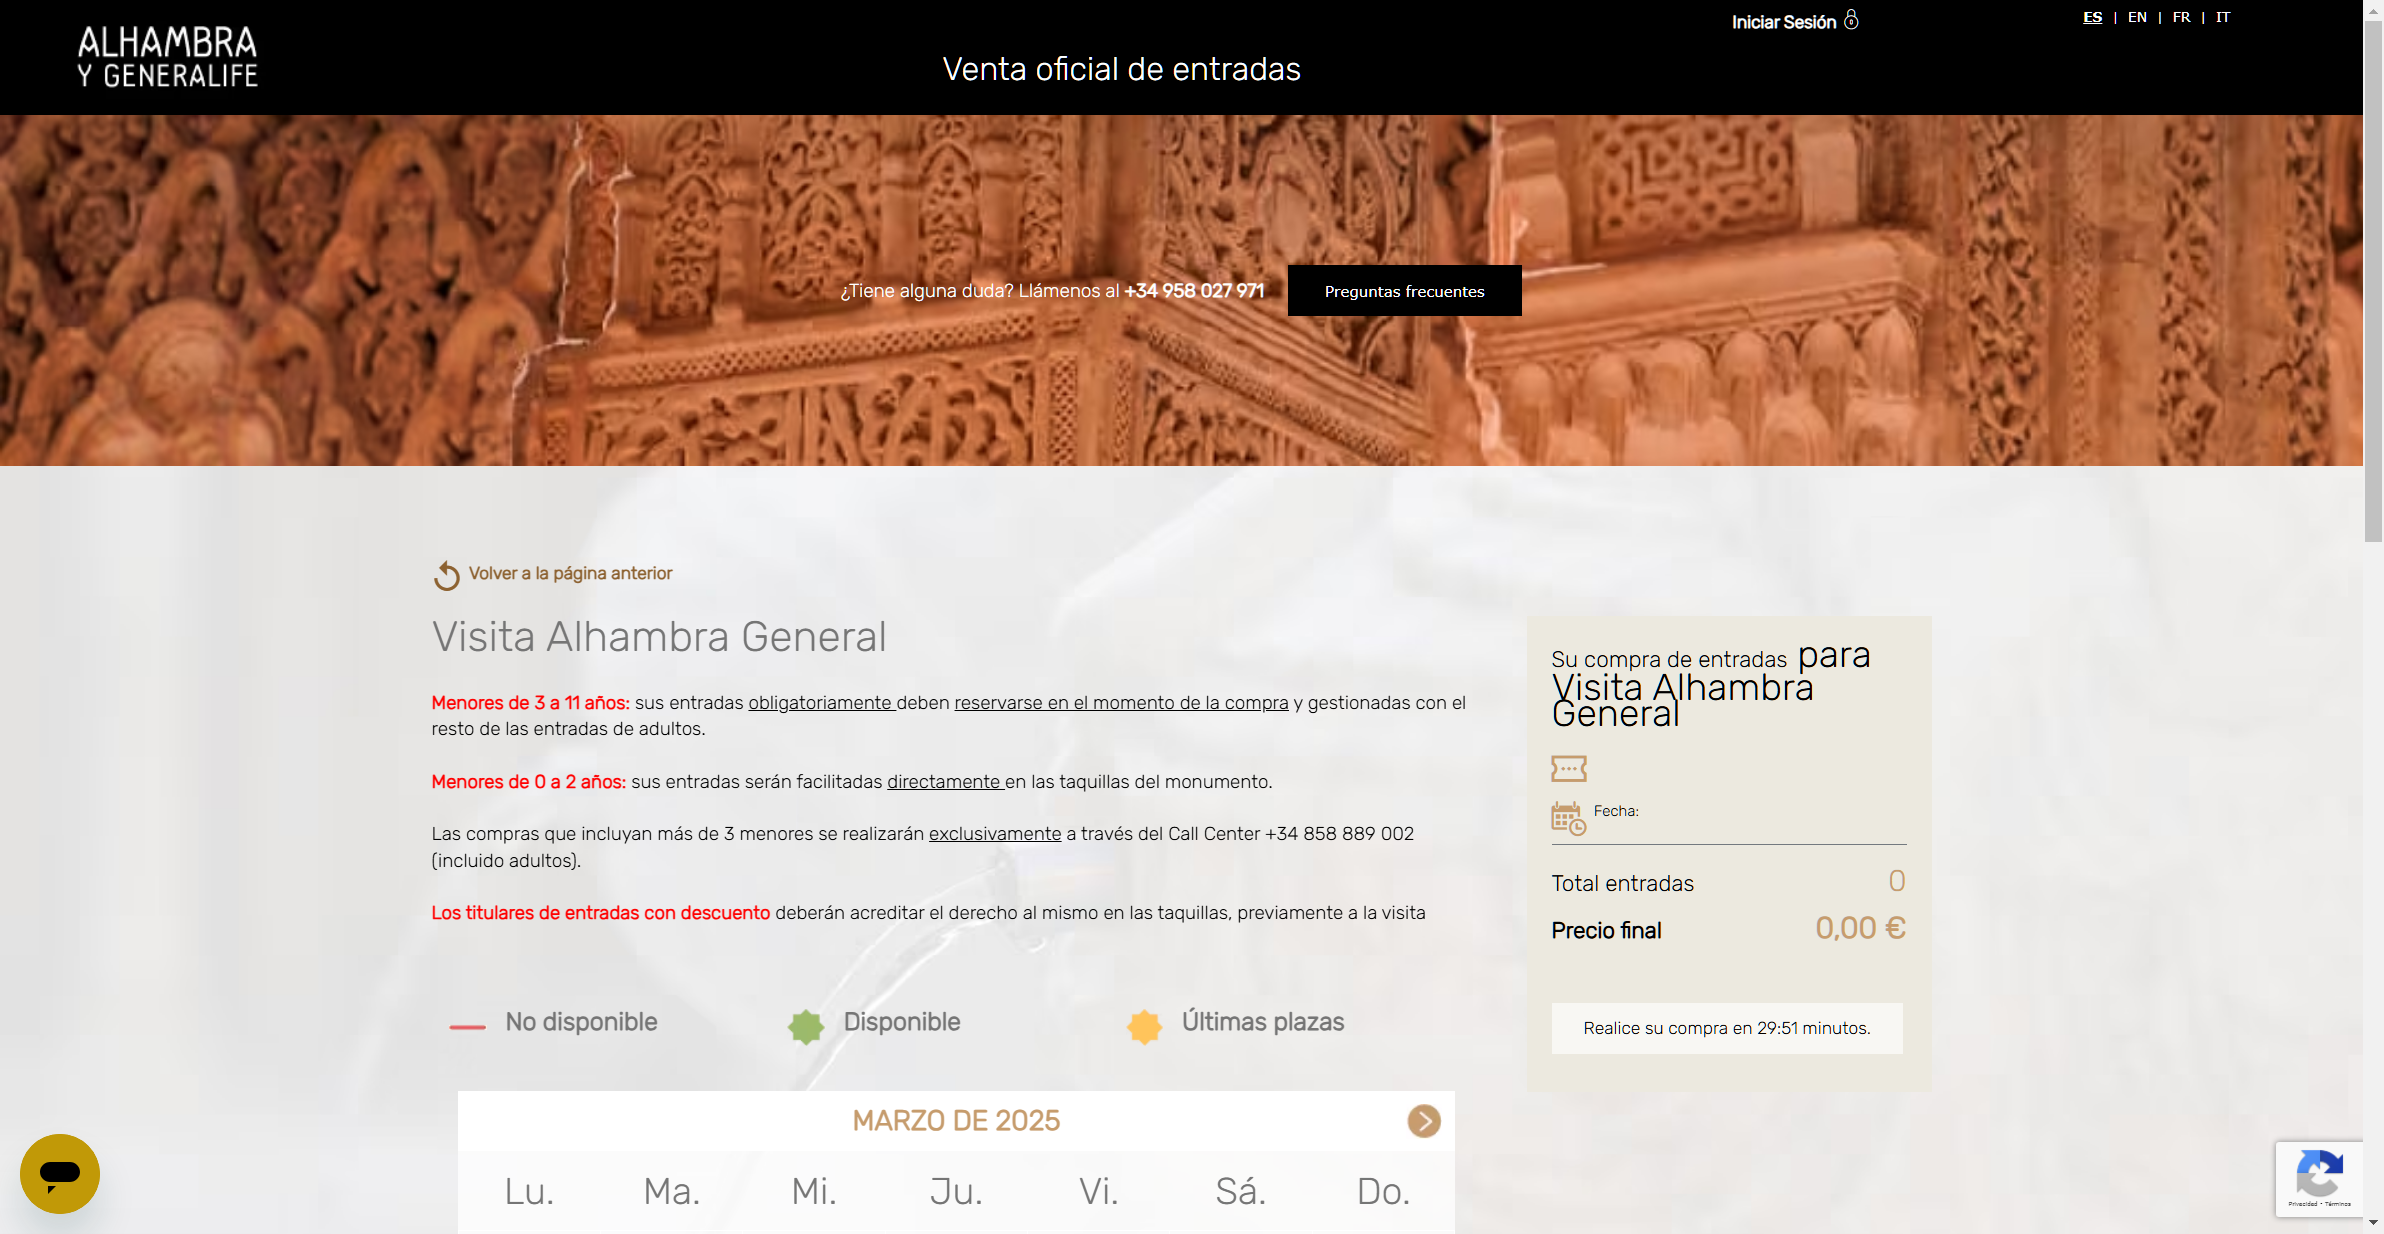 ALHAMBRA
Y GENERALIFE
Venta oficial de entradas
Iniciar Sesión
ES | EN | FR | IT
¿Tiene alguna duda? Llámenos al +34 958 027 971
Preguntas frecuentes
Volver a la página anterior
Visita Alhambra General
Menores de 3 a 11 años: sus entradas obligatoriamente deben reservarse en el momento de la compra y gestionadas con el
resto de las entradas de adultos.
Menores de 0 a 2 años: sus entradas serán facilitadas directamente en las taquillas del monumento.
Las compras que incluyan más de 3 menores se realizarán exclusivamente a través del Call Center +34 858 889 002
(incluido adultos).
Los titulares de entradas con descuento deberán acreditar el derecho al mismo en las taquillas, previamente a la visita
No disponible
Disponible
Últimas plazas
MARZO DE 2025
Lu. Ma. Mi. Ju. Vi. Sá. Do.
Su compra de entradas para
Visita Alhambra
General
Fecha:
Total entradas 0
Precio final 0,00 €
Realice su compra en 29:51 minutos.
Privacidad - Términos